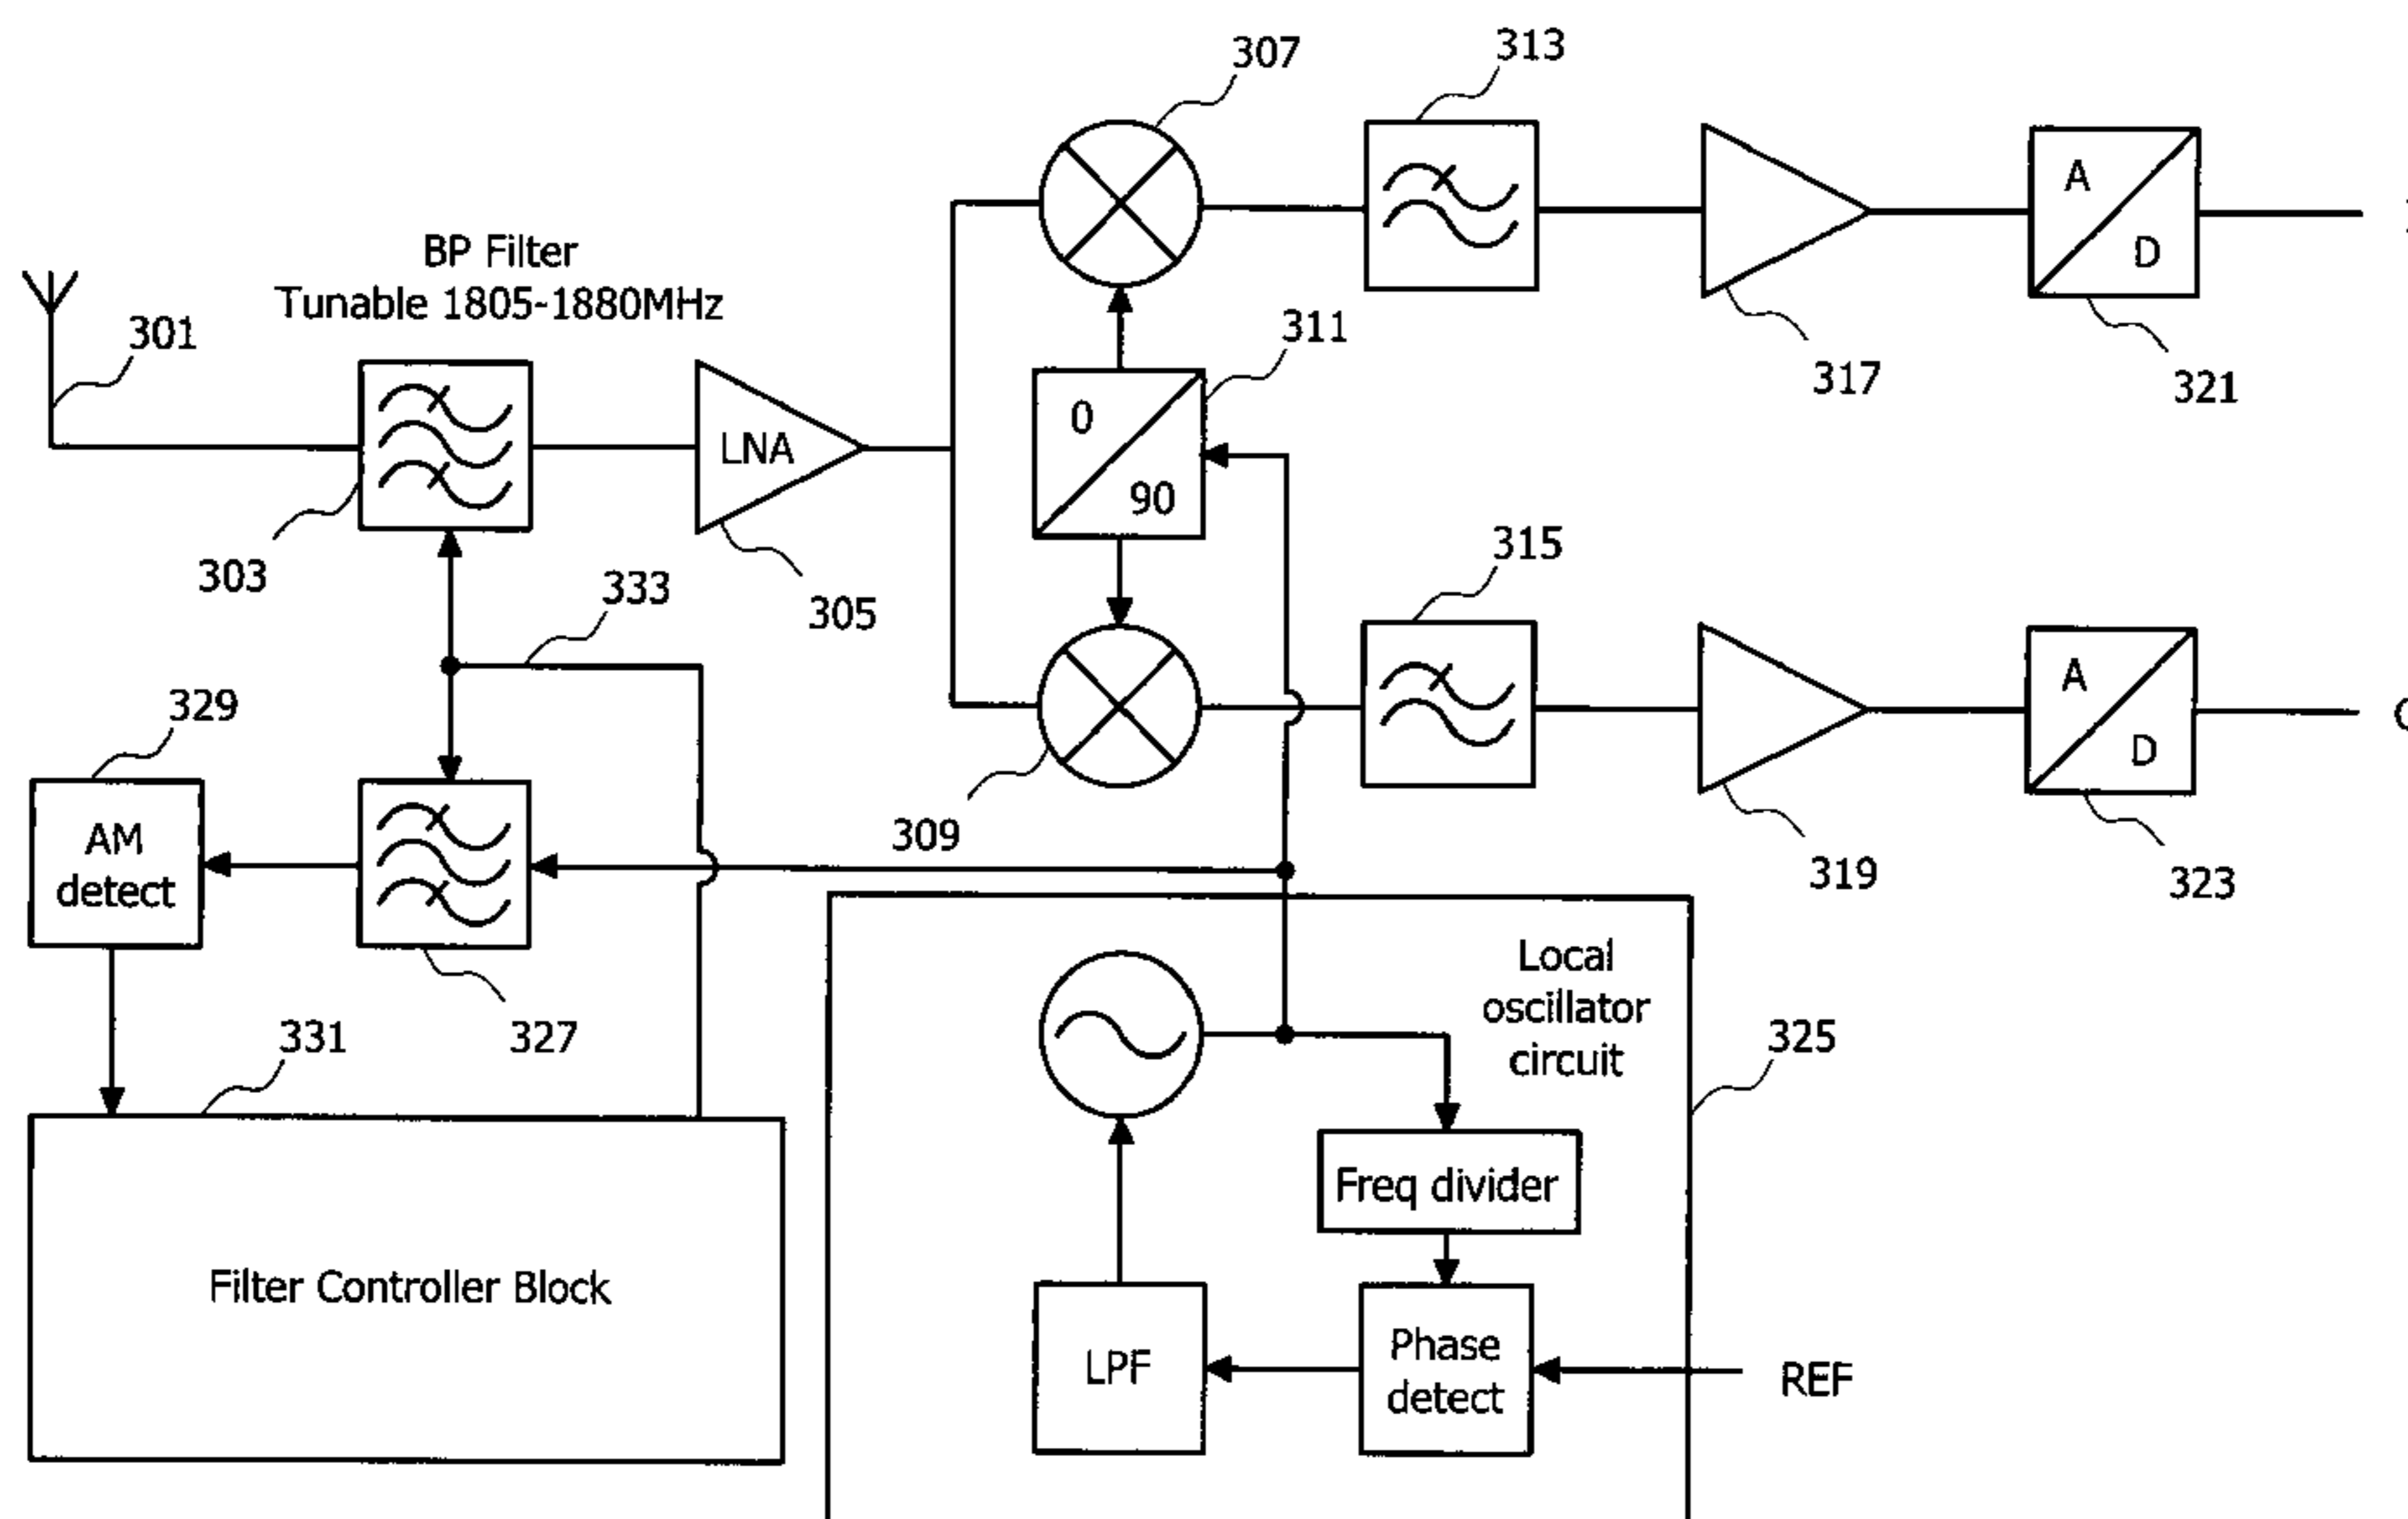 307
313
BP Filter
Tunable 1805-1880MHz
301
A
D
311
317
321
LNA
0
90
303
333
305
315
329
A
D
309
319
323
AM
detect
331
327
Local
oscillator
circuit
325
Freq divider
Filter Controller Block
LPF
Phase
detect
REF